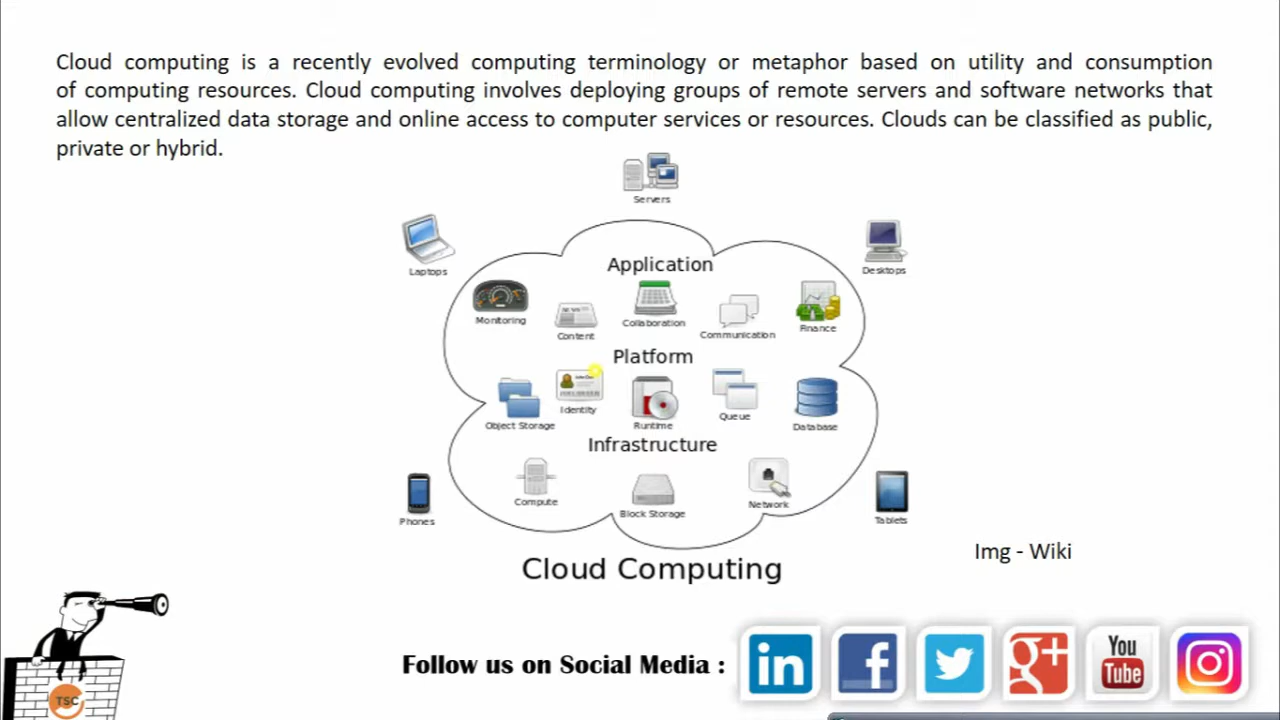 Cloud computing is a recently evolved computing terminology or metaphor based on utility and consumption
of computing resources. Cloud computing involves deploying groups of remote servers and software networks that
allow centralized data storage and online access to computer services or resources. Clouds can be classified as public,
private or hybrid.
Servers
Laptops
Desktops
Application
Monitoring
Content
NEWS
Collaboration
Communication
Finance
Platform
Object Storage
Identity
Runtime
Queue
Database
Infrastructure
Compute
Block Storage
Network
Phones
Tablets
Img - Wiki
Cloud Computing
Follow us on Social Media :
in
f
g+
You
Tube
TSC